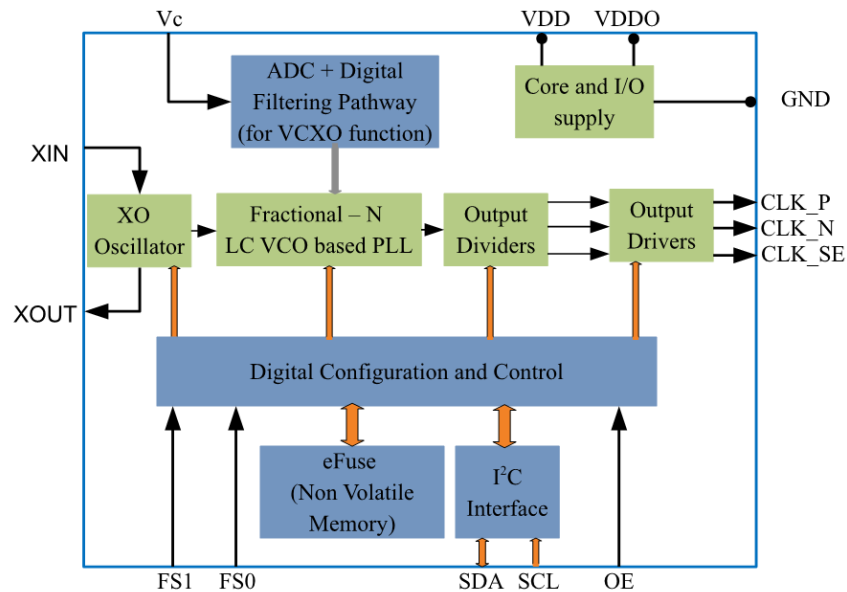 Vc
VDD
VDDO
ADC + Digital
Filtering Pathway
(for VCXO function)
Core and I/O
supply
GND
XIN
XO
Oscillator
Fractional – N
LC VCO based PLL
Output
Dividers
Output
Drivers
CLK_P
CLK_N
CLK_SE
XOUT
Digital Configuration and Control
eFuse
(Non Volatile
Memory)
I²C
Interface
FS1
FS0
SDA
SCL
OE